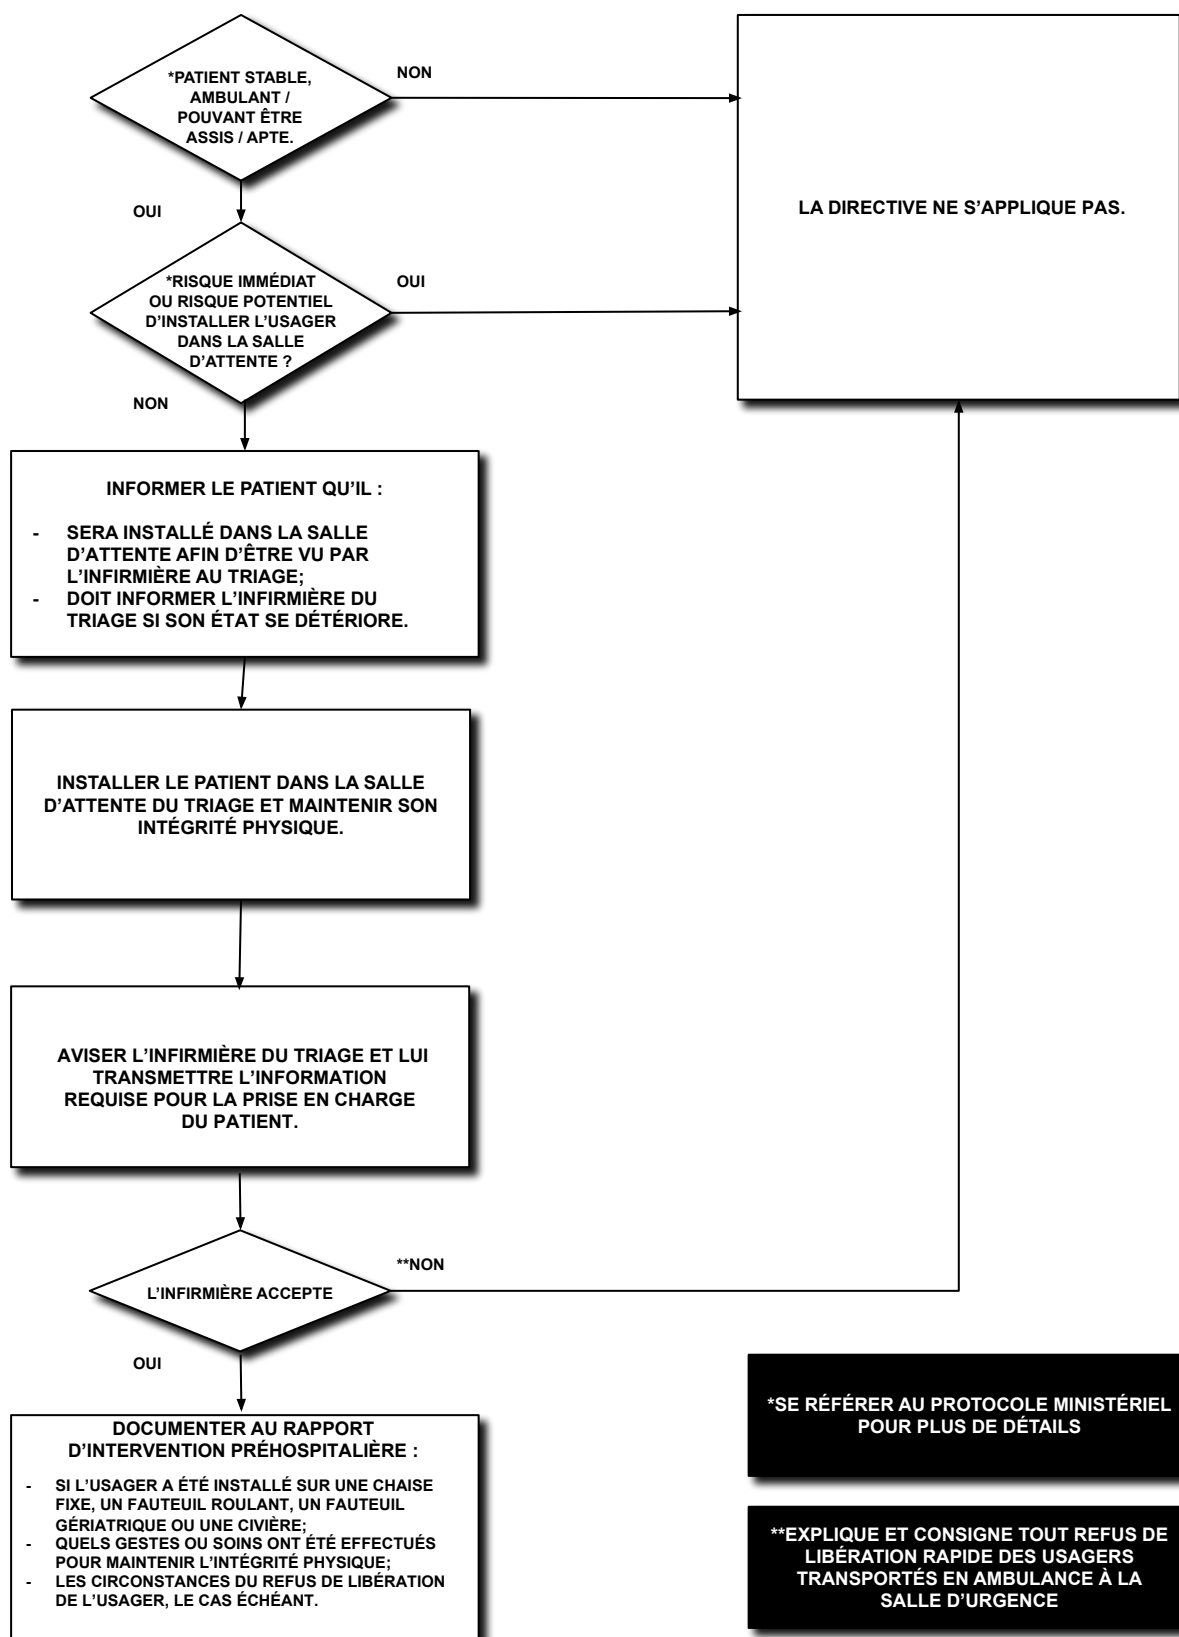 *PATIENT STABLE,
AMBULANT /
POUVANT ÊTRE
ASSIS / APTE.
NON
OUI
LA DIRECTIVE NE S’APPLIQUE PAS.
*RISQUE IMMÉDIAT
OU RISQUE POTENTIEL
D’INSTALLER L’USAGER
DANS LA SALLE
D’ATTENTE ?
OUI
NON
INFORMER LE PATIENT QU’IL :
- SERA INSTALLÉ DANS LA SALLE
D’ATTENTE AFIN D’ÊTRE VU PAR
L’INFIRMIÈRE AU TRIAGE;
- DOIT INFORMER L’INFIRMIÈRE DU
TRIAGE SI SON ÉTAT SE DÉTÉRIORE.
INSTALLER LE PATIENT DANS LA SALLE
D’ATTENTE DU TRIAGE ET MAINTENIR SON
INTÉGRITÉ PHYSIQUE.
AVISER L’INFIRMIÈRE DU TRIAGE ET LUI
TRANSMETTRE L’INFORMATION
REQUISE POUR LA PRISE EN CHARGE
DU PATIENT.
L’INFIRMIÈRE ACCEPTE
**NON
OUI
DOCUMENTER AU RAPPORT
D’INTERVENTION PRÉHOSPITALIÈRE :
- SI L’USAGER A ÉTÉ INSTALLÉ SUR UNE CHAISE
FIXE, UN FAUTEUIL ROULANT, UN FAUTEUIL
GÉRIATRIQUE OU UNE CIVIÈRE;
- QUELS GESTES OU SOINS ONT ÉTÉ EFFECTUÉS
POUR MAINTENIR L’INTÉGRITÉ PHYSIQUE;
- LES CIRCONSTANCES DU REFUS DE LIBÉRATION
DE L’USAGER, LE CAS ÉCHÉANT.
*SE RÉFÉRER AU PROTOCOLE MINISTÉRIEL
POUR PLUS DE DÉTAILS
**EXPLIQUE ET CONSIGNE TOUT REFUS DE
LIBÉRATION RAPIDE DES USAGERS
TRANSPORTÉS EN AMBULANCE À LA
SALLE D’URGENCE